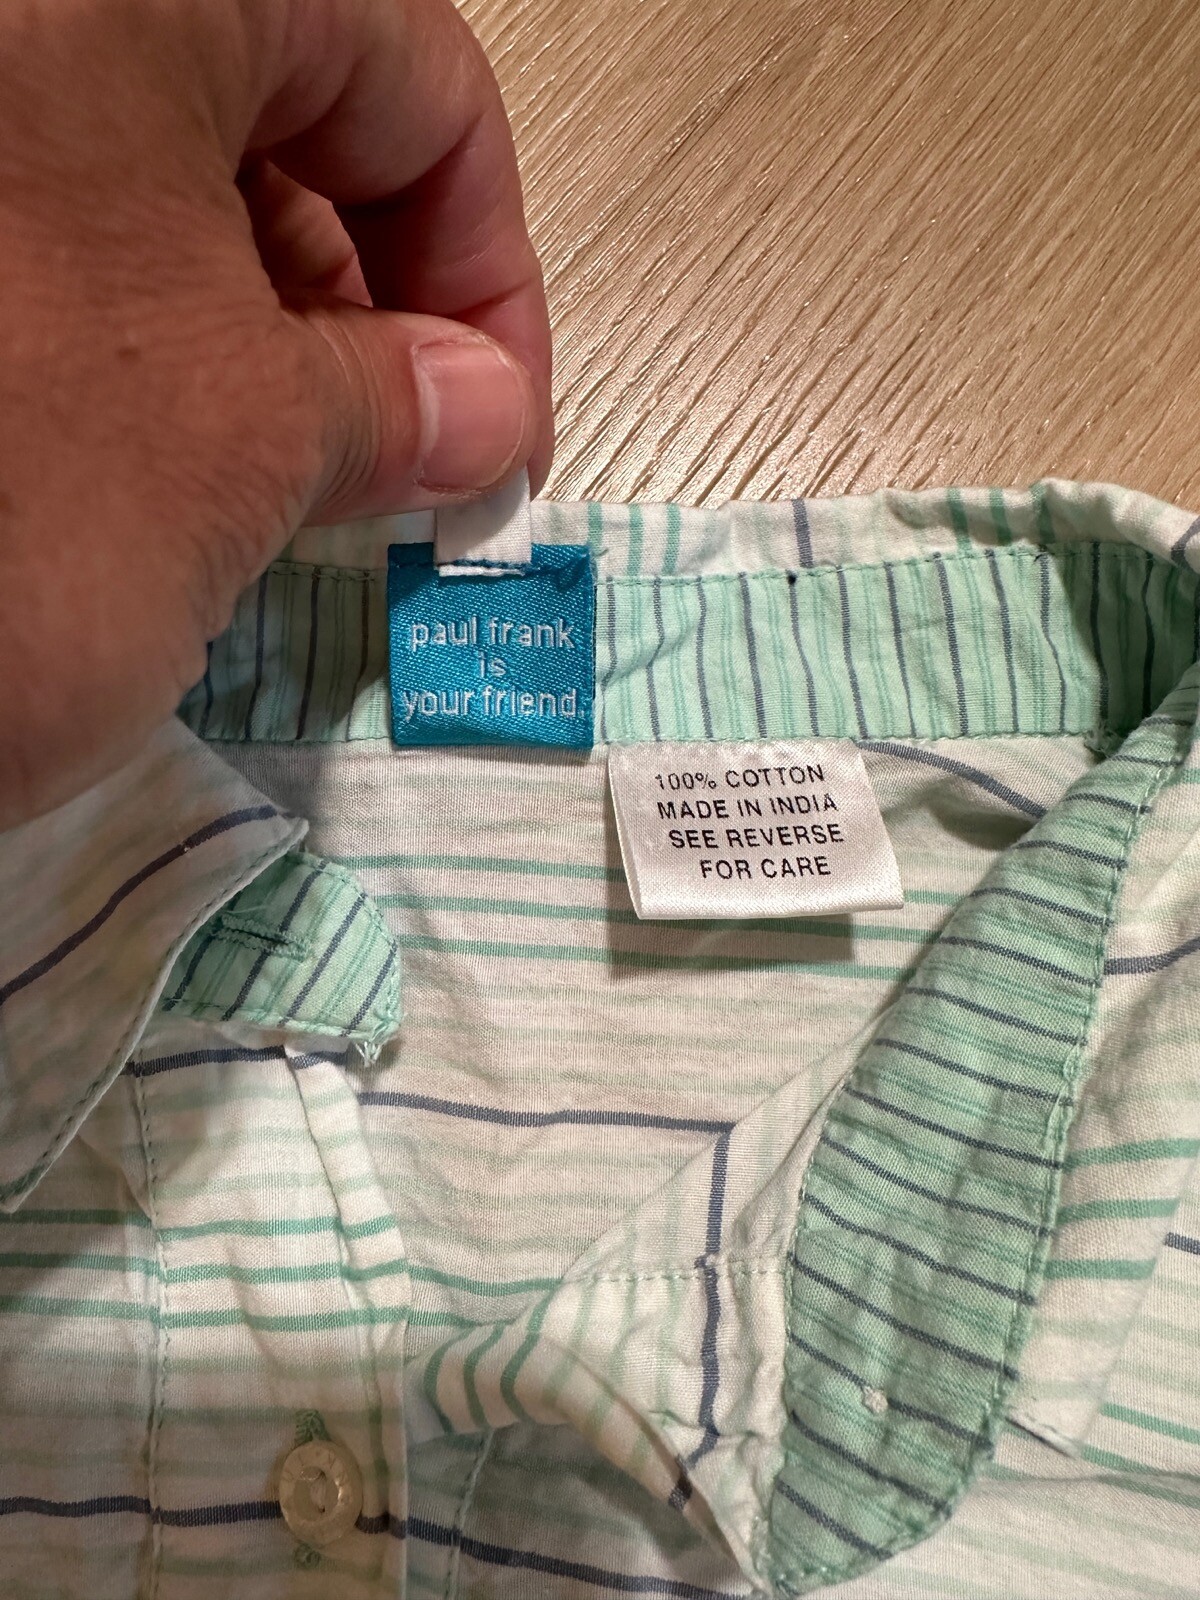 paul frank
is
your friend.
100% COTTON
MADE IN INDIA
SEE REVERSE
FOR CARE